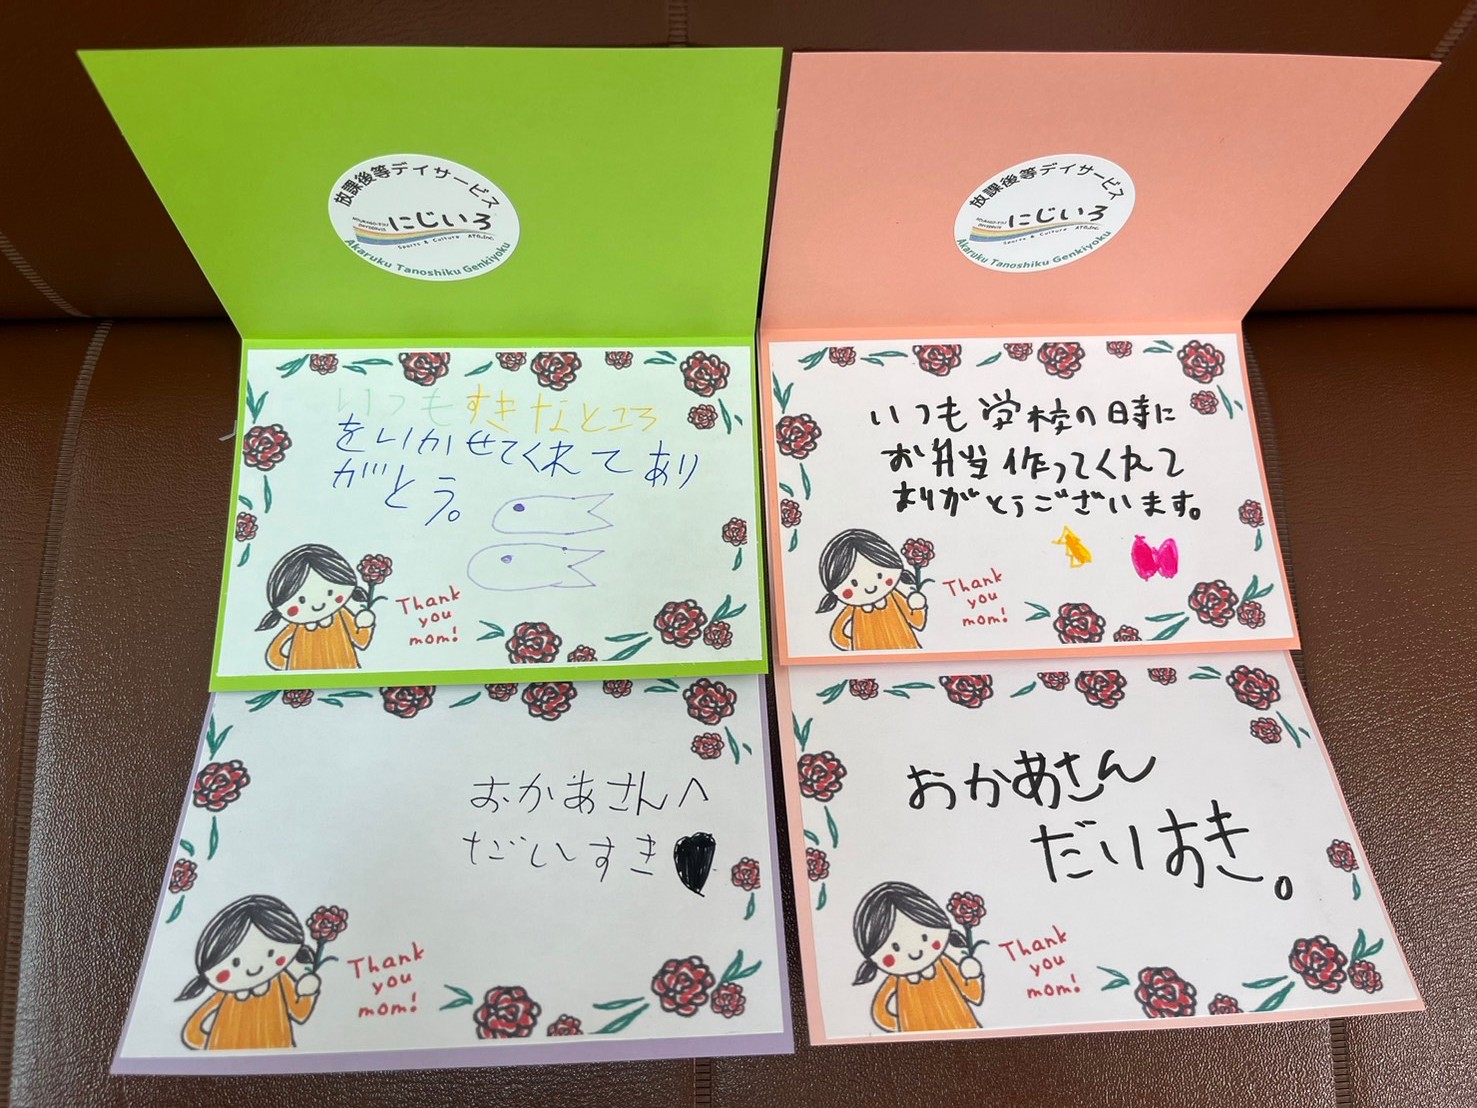 放課後等デイサービス
にじいろ
Sports & Culture ATO,Inc.
Akaruku Tanoshiku Genkiyoku
いつもすきなところ
をいかせてくれてあり
がとう。
Thank
you
mom!
放課後等デイサービス
にじいろ
Sports & Culture ATO,Inc.
Akaruku Tanoshiku Genkiyoku
いつも学校の日時に
お弁当作ってくれて
ありがとうございます。
Thank
you
mom!
おかあさんへ
だいすき
Thank
you
mom!
おかあさん
だいすき。
Thank
you
mom!